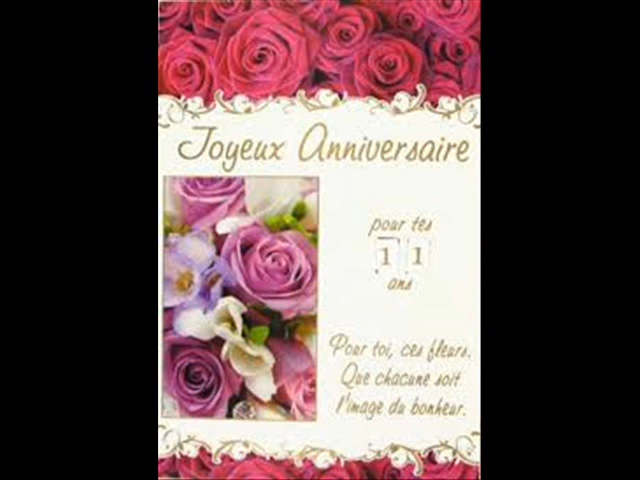 Joyeux Anniversaire
pour tes
11
ans
Pour toi, ces fleurs.
Que chacune soit
l'image du bonheur.